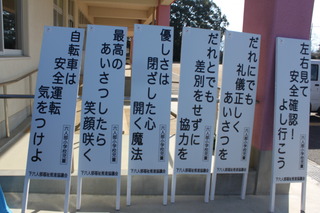 左右見て
安全確認！
よし行こう
だれにでも
礼儀正しく
あいさつを
だれとでも
差別をせずに
協力を
優しさは
閉ざした心
開く魔法
最高の
あいさつしたら
笑顔咲く
自転車は
安全運転
気をつけよ